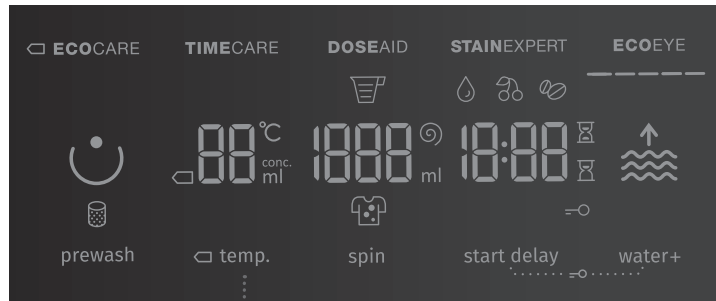 ECOCARE TIMECARE DOSEAID STAINEXPERT ECOEYE
88 °C conc. ml 1888 ml 18:88
prewash temp. spin start delay water+